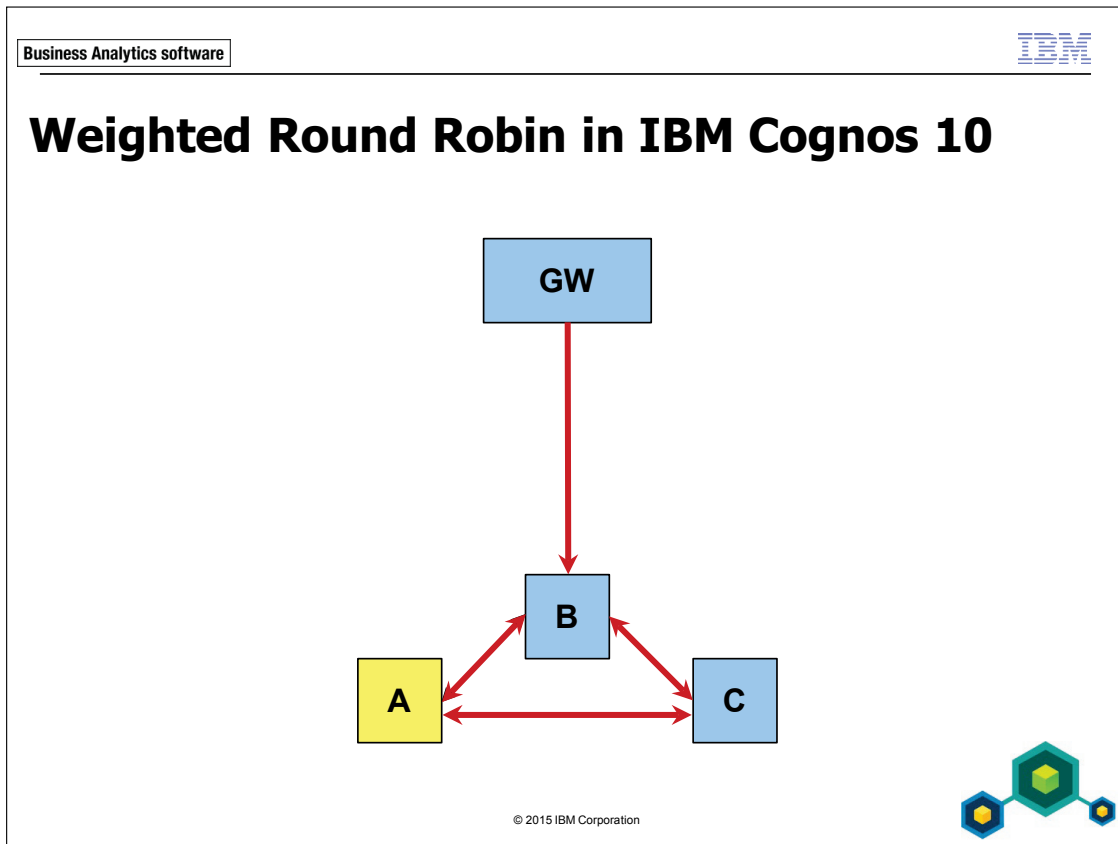 Business Analytics software
IBM
Weighted Round Robin in IBM Cognos 10
GW
B
A
C
© 2015 IBM Corporation